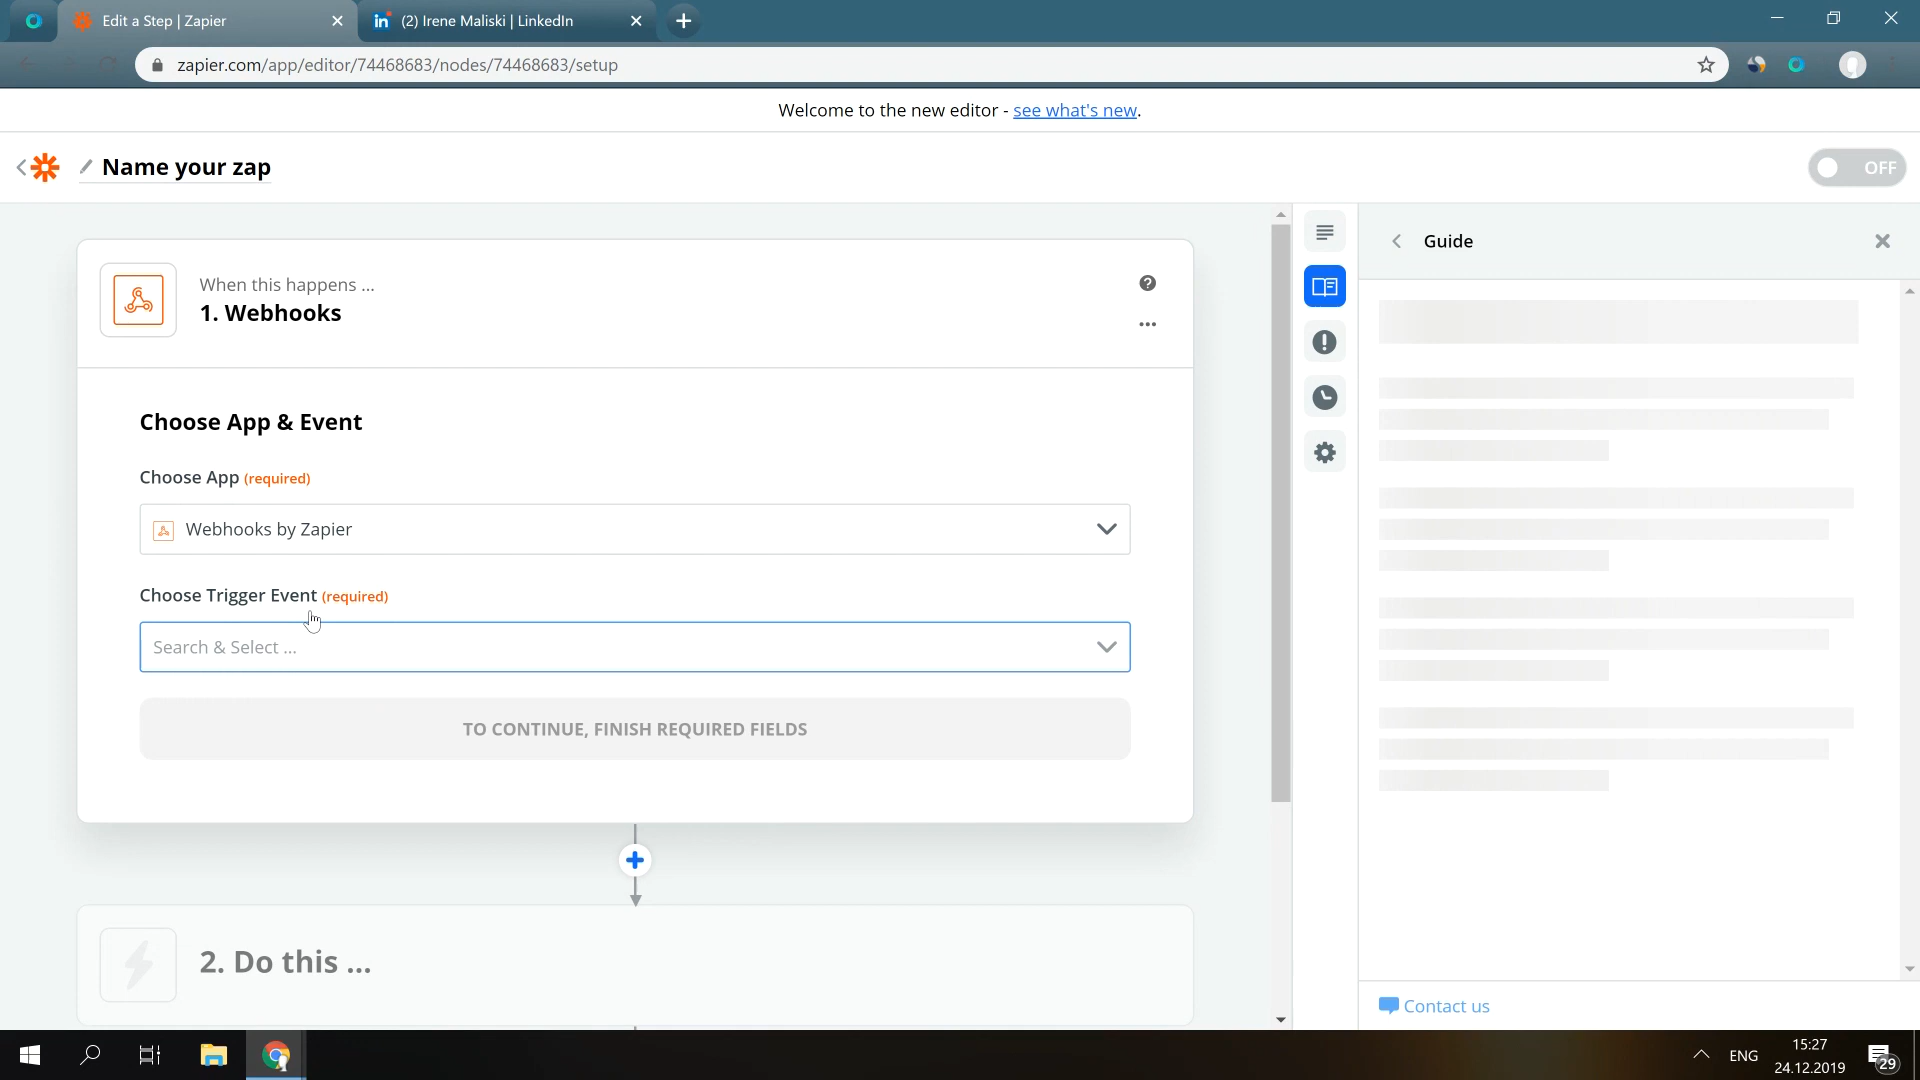 Edit a Step | Zapier
in (2) Irene Maliski | LinkedIn
zapier.com/app/editor/74468683/nodes/74468683/setup
Welcome to the new editor - see what's new.
Name your zap
OFF
When this happens ...
1. Webhooks
Guide
Choose App & Event
Choose App (required)
Webhooks by Zapier
Choose Trigger Event (required)
Search & Select ...
TO CONTINUE, FINISH REQUIRED FIELDS
2. Do this ...
Contact us
ENG
15:27
24.12.2019
29